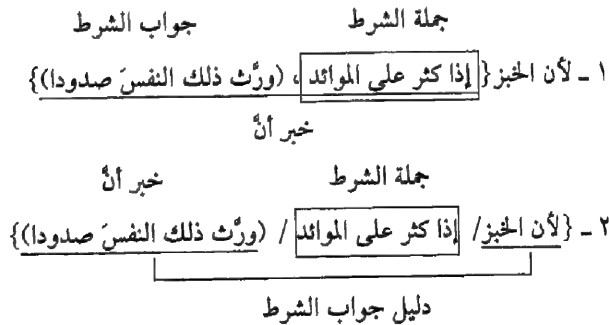 جملة الشرط جواب الشرط
١ ـ لأن الخبز {إذا كثر على الموائد ، (ورَّث ذلك النفسَ صدودا)}
خبر أنَّ
جملة الشرط خبر أنَّ
٢ ـ {لأن الخبز/ إذا كثر على الموائد / (ورَّث ذلك النفسَ صدودا)}
دليل جواب الشرط